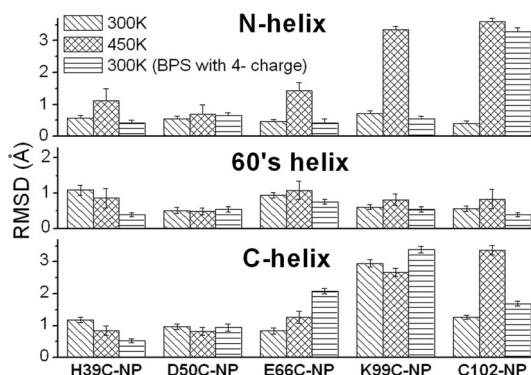 N-helix
300K
450K
300K (BPS with 4- charge)
3
2
1
0
60's helix
2
1
0
RMSD (Å)
C-helix
3
2
1
0
H39C-NP D50C-NP E66C-NP K99C-NP C102-NP